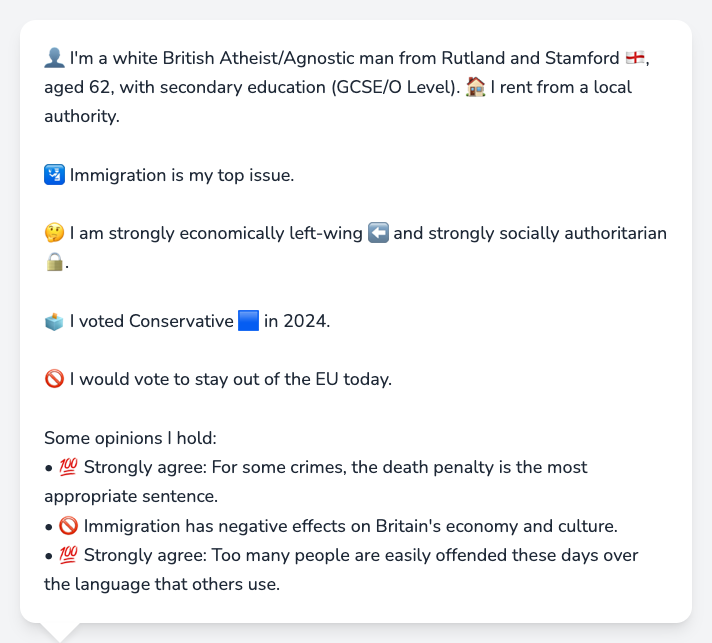 👤 I'm a white British Atheist/Agnostic man from Rutland and Stamford 🏴󠁧󠁢󠁥󠁮󠁧󠁿,
aged 62, with secondary education (GCSE/O Level). 🏠 I rent from a local
authority.
🛂 Immigration is my top issue.
🤔 I am strongly economically left-wing ⬅️ and strongly socially authoritarian
🔒.
🗳️ I voted Conservative 🟦 in 2024.
🚫 I would vote to stay out of the EU today.
Some opinions I hold:
• 💯 Strongly agree: For some crimes, the death penalty is the most
appropriate sentence.
• 🚫 Immigration has negative effects on Britain's economy and culture.
• 💯 Strongly agree: Too many people are easily offended these days over
the language that others use.